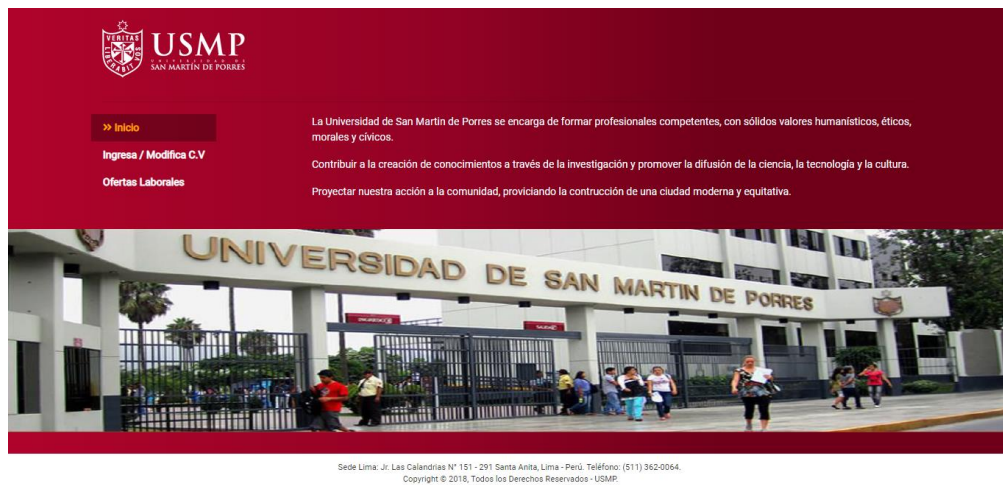 VERITAS
LIBERABIT VOS
USMP
UNIVERSIDAD DE
SAN MARTÍN DE PORRES
» Inicio
Ingresa / Modifica C.V
Ofertas Laborales
La Universidad de San Martin de Porres se encarga de formar profesionales competentes, con sólidos valores humanísticos, éticos,
morales y cívicos.
Contribuir a la creación de conocimientos a través de la investigación y promover la difusión de la ciencia, la tecnología y la cultura.
Proyectar nuestra acción a la comunidad, proviciando la contrucción de una ciudad moderna y equitativa.
UNIVERSIDAD DE SAN MARTIN DE PORRES
Sede Lima: Jr. Las Calandrias N° 151 - 291 Santa Anita, Lima - Perú. Teléfono: (511) 362-0064.
Copyright © 2018, Todos los Derechos Reservados - USMP.